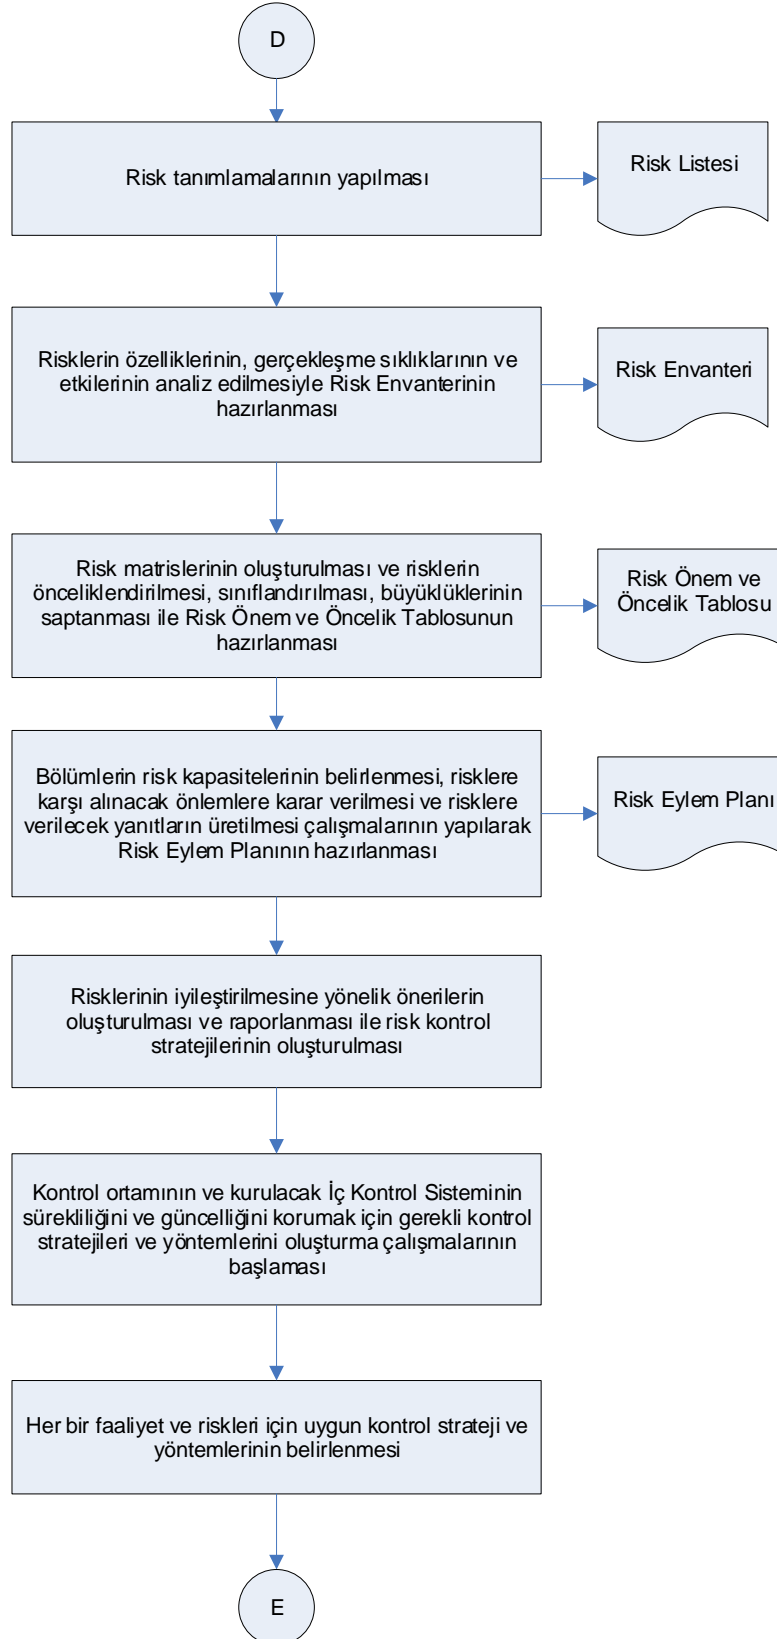 D
Risk tanımlamalarının yapılması
Risk Listesi
Risklerin özelliklerinin, gerçekleşme sıklıklarının ve
etkilerinin analiz edilmesiyle Risk Envanterinin
hazırlanması
Risk Envanteri
Risk matrislerinin oluşturulması ve risklerin
önceliklendirilmesi, sınıflandırılması, büyüklüklerinin
saptanması ile Risk Önem ve Öncelik Tablosunun
hazırlanması
Risk Önem ve
Öncelik Tablosu
Bölümlerin risk kapasitelerinin belirlenmesi, risklere
karşı alınacak önlemlere karar verilmesi ve risklere
verilecek yanıtların üretilmesi çalışmalarının yapılarak
Risk Eylem Planının hazırlanması
Risk Eylem Planı
Risklerinin iyileştirilmesine yönelik önerilerin
oluşturulması ve raporlanması ile risk kontrol
stratejilerinin oluşturulması
Kontrol ortamının ve kurulacak İç Kontrol Sisteminin
sürekliliğini ve güncelliğini korumak için gerekli kontrol
stratejileri ve yöntemlerini oluşturma çalışmalarının
başlaması
Her bir faaliyet ve riskleri için uygun kontrol strateji ve
yöntemlerinin belirlenmesi
E